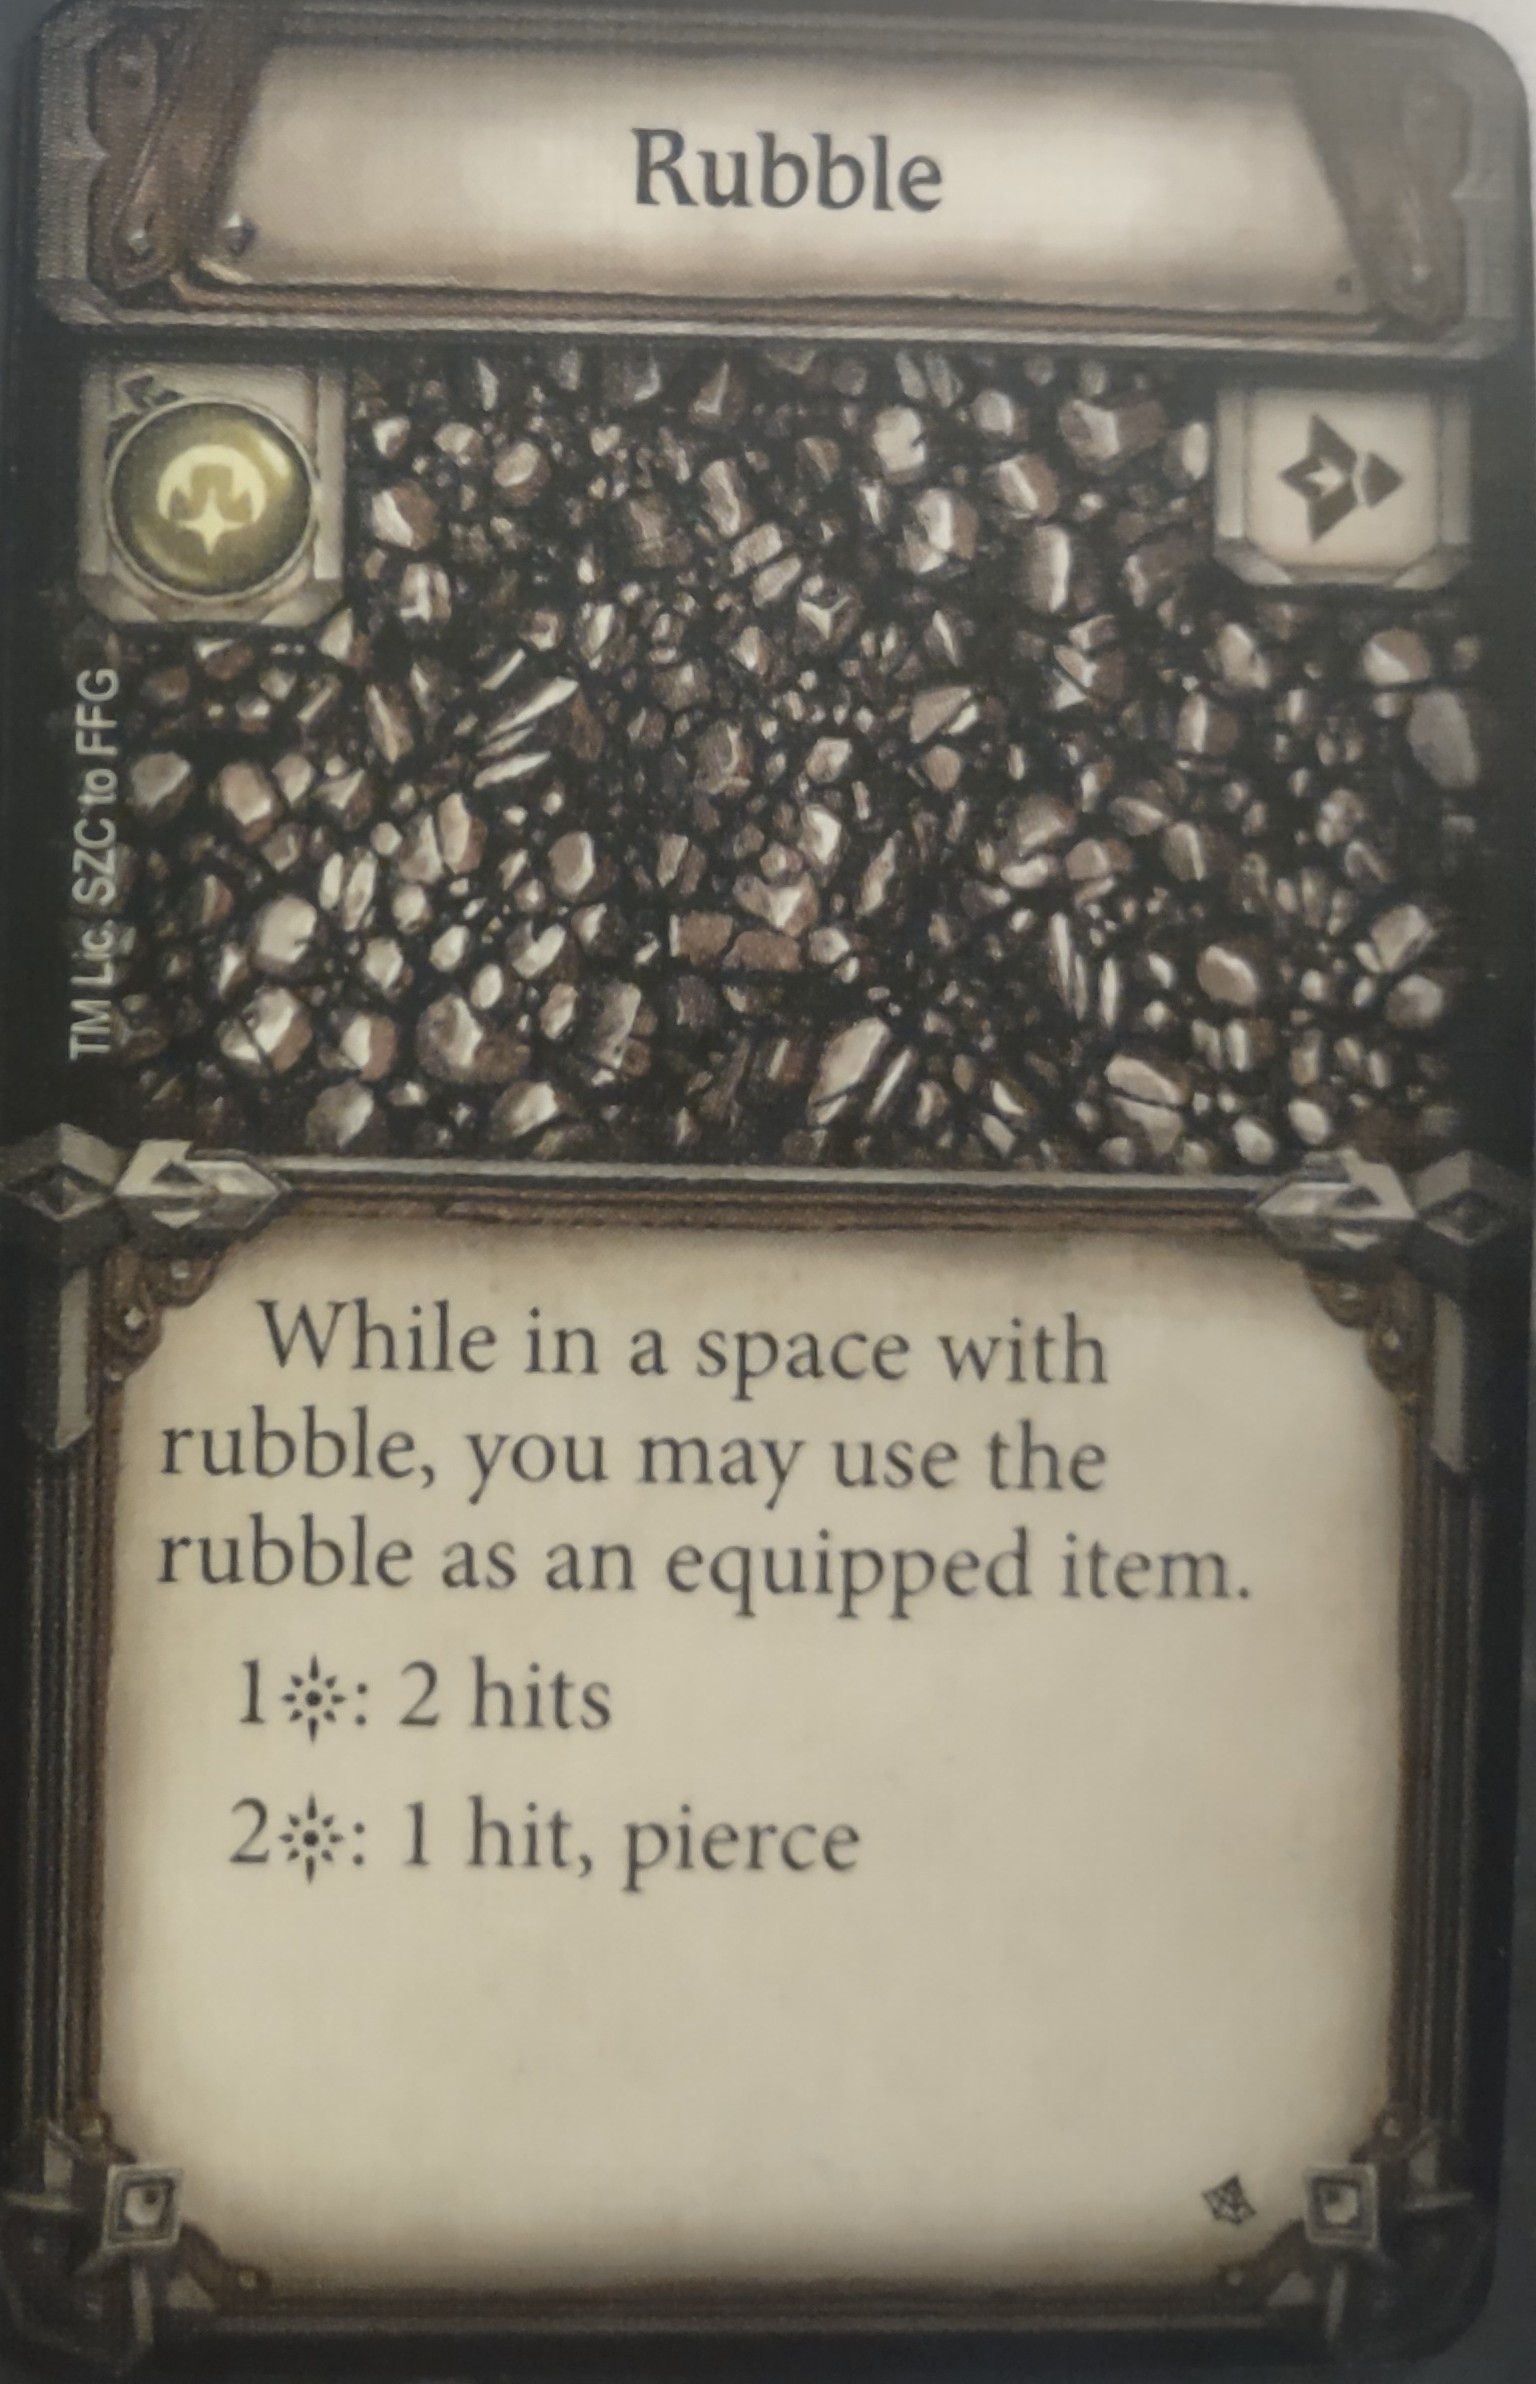 Rubble
TM Lic. SZC to FFG
While in a space with
rubble, you may use the
rubble as an equipped item.
1☀: 2 hits
2☀: 1 hit, pierce